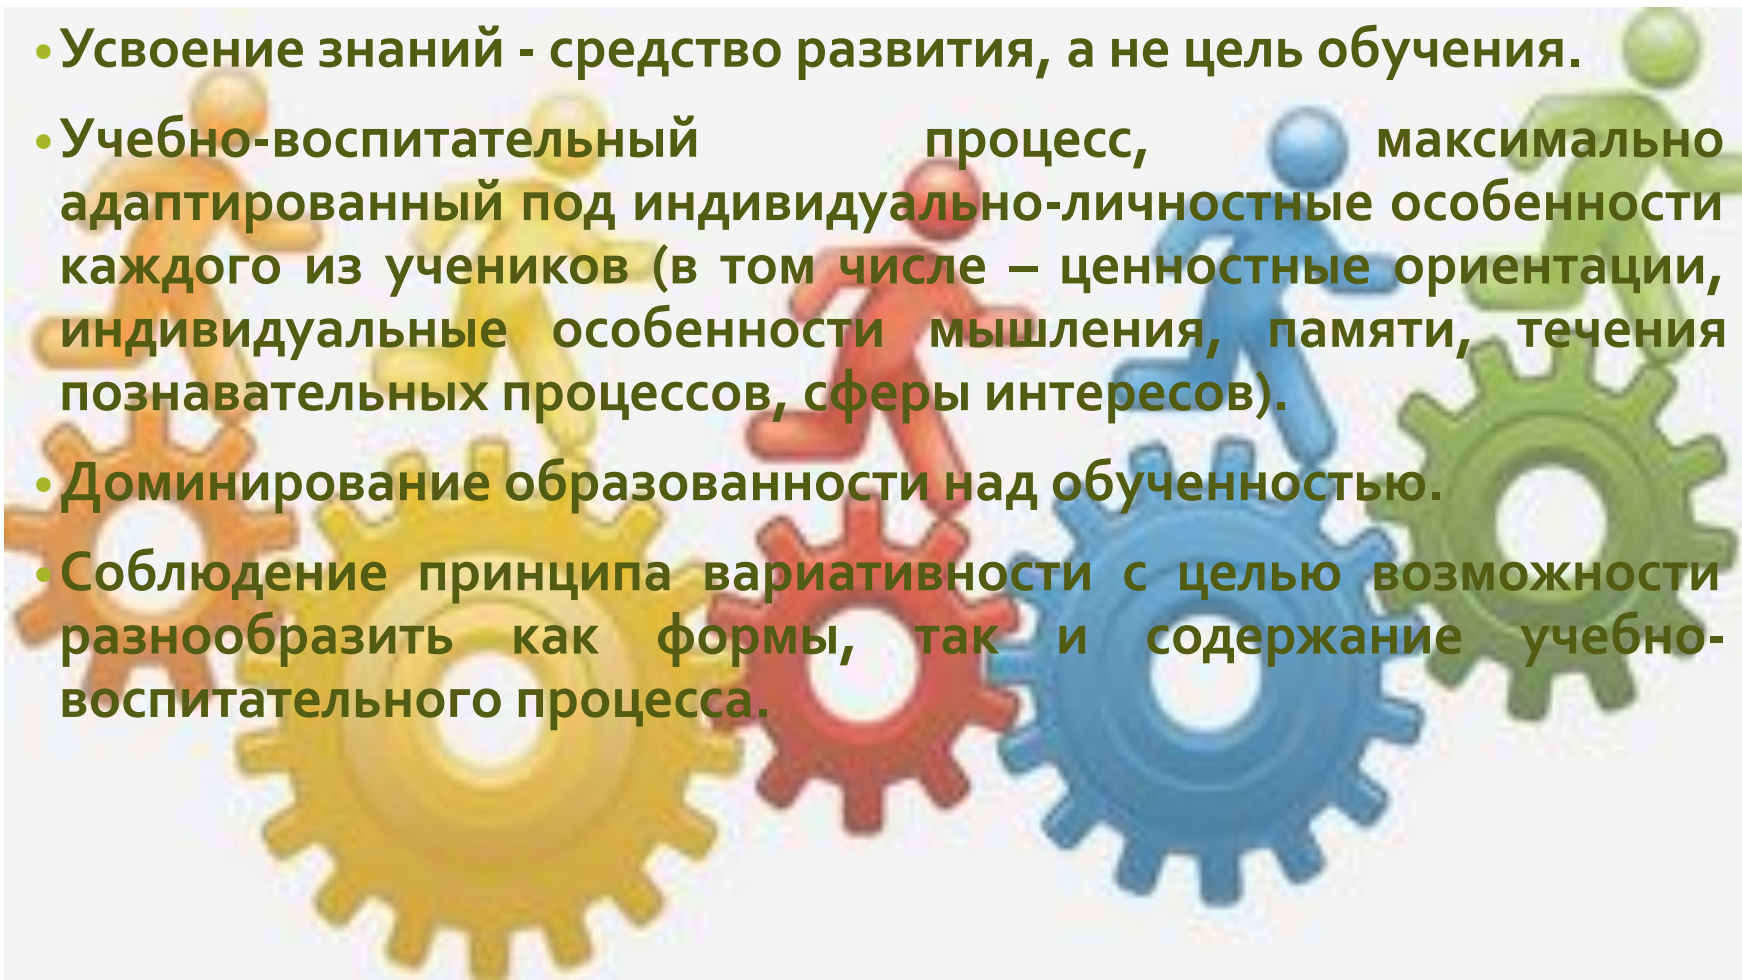 • Усвоение знаний - средство развития, а не цель обучения.
• Учебно-воспитательный процесс, максимально
адаптированный под индивидуально-личностные особенности
каждого из учеников (в том числе – ценностные ориентации,
индивидуальные особенности мышления, памяти, течения
познавательных процессов, сферы интересов).
• Доминирование образованности над обученностью.
• Соблюдение принципа вариативности с целью возможности
разнообразить как формы, так и содержание учебно-
воспитательного процесса.